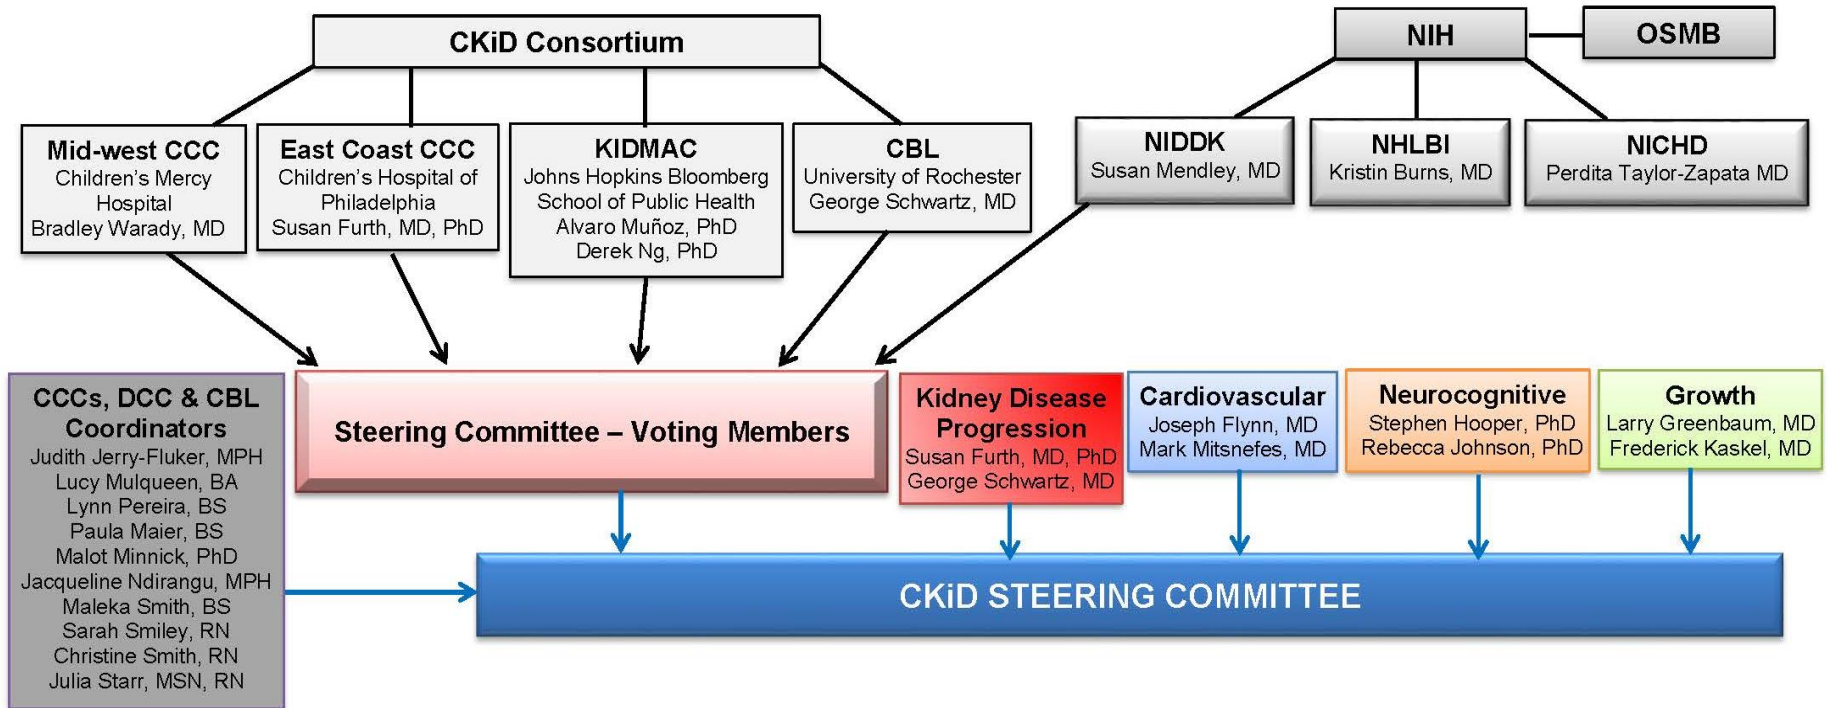 CKiD Consortium
NIH
OSMB
Mid-west CCC
Children's Mercy
Hospital
Bradley Warady, MD
East Coast CCC
Children's Hospital of
Philadelphia
Susan Furth, MD, PhD
KIDMAC
Johns Hopkins Bloomberg
School of Public Health
Alvaro Muñoz, PhD
Derek Ng, PhD
CBL
University of Rochester
George Schwartz, MD
NIDDK
Susan Mendley, MD
NHLBI
Kristin Burns, MD
NICHD
Perdita Taylor-Zapata MD
CCCs, DCC & CBL
Coordinators
Judith Jerry-Fluker, MPH
Lucy Mulqueen, BA
Lynn Pereira, BS
Paula Maier, BS
Malot Minnick, PhD
Jacqueline Ndirangu, MPH
Maleka Smith, BS
Sarah Smiley, RN
Christine Smith, RN
Julia Starr, MSN, RN
Steering Committee – Voting Members
Kidney Disease
Progression
Susan Furth, MD, PhD
George Schwartz, MD
Cardiovascular
Joseph Flynn, MD
Mark Mitsnefes, MD
Neurocognitive
Stephen Hooper, PhD
Rebecca Johnson, PhD
Growth
Larry Greenbaum, MD
Frederick Kaskel, MD
CKiD STEERING COMMITTEE